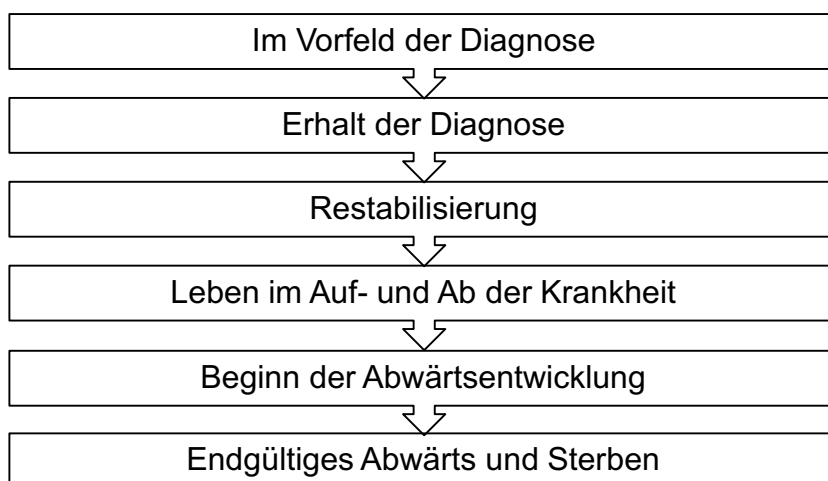 Im Vorfeld der Diagnose
Erhalt der Diagnose
Restabilisierung
Leben im Auf- und Ab der Krankheit
Beginn der Abwärtsentwicklung
Endgültiges Abwärts und Sterben